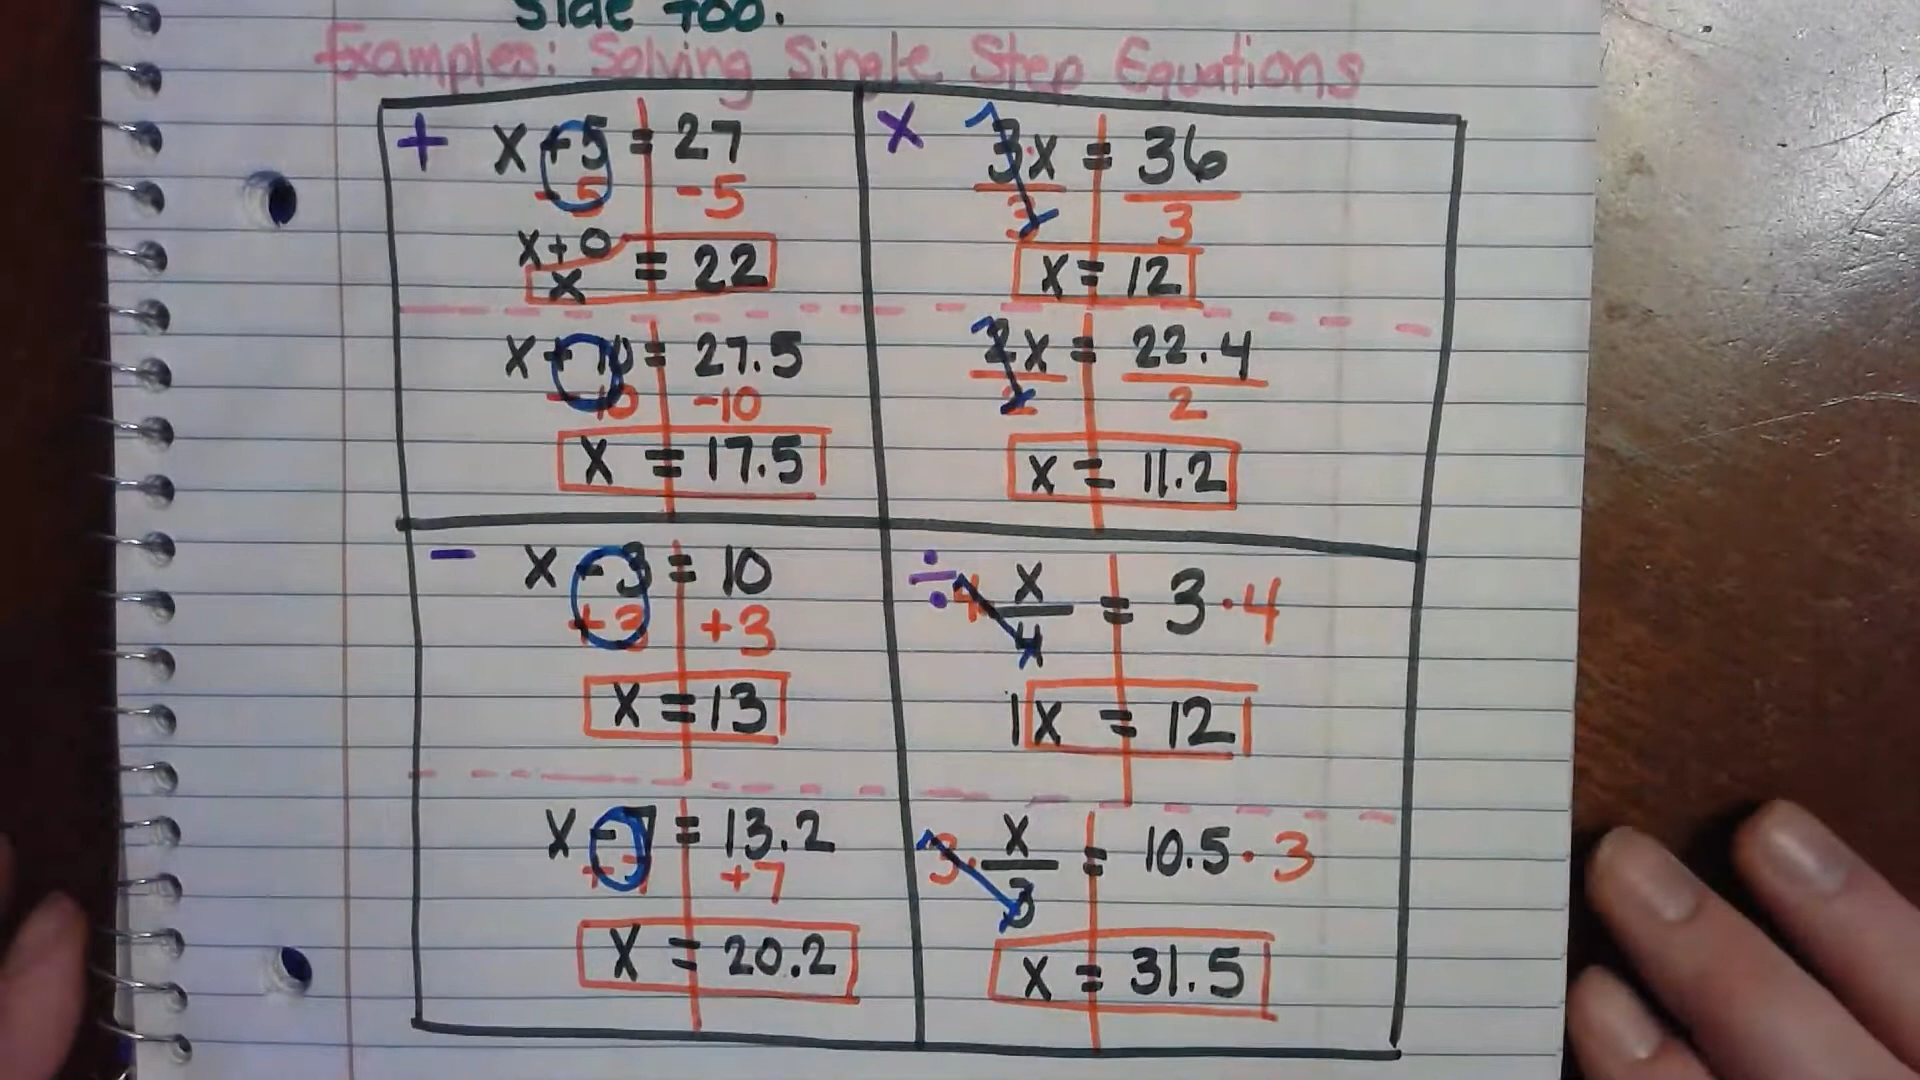 Side too.
Examples: Solving Single Step Equations
+ x + 5 = 27
- 5 -5
x + 0
x = 22
x + 10 = 27.5
- 10 -10
x = 17.5
x 3·x = 36
3 3
x = 12
2x = 22.4
2 2
x = 11.2
- x - 3 = 10
+3 +3
x = 13
x - 7 = 13.2
+7 +7
x = 20.2
÷ 4· x/4 = 3 · 4
1x = 12
3· x/3 = 10.5 · 3
x = 31.5